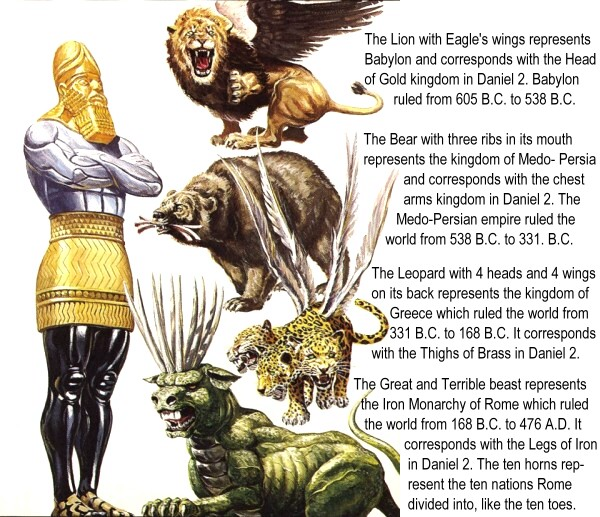 The Lion with Eagle's wings represents
Babylon and corresponds with the Head
of Gold kingdom in Daniel 2. Babylon
ruled from 605 B.C. to 538 B.C.
The Bear with three ribs in its mouth
represents the kingdom of Medo- Persia
and corresponds with the chest
arms kingdom in Daniel 2. The
Medo-Persian empire ruled the
world from 538 B.C. to 331. B.C.
The Leopard with 4 heads and 4 wings
on its back represents the kingdom of
Greece which ruled the world from
331 B.C. to 168 B.C. It corresponds
with the Thighs of Brass in Daniel 2.
The Great and Terrible beast represents
the Iron Monarchy of Rome which ruled
the world from 168 B.C. to 476 A.D. It
corresponds with the Legs of Iron
in Daniel 2. The ten horns rep-
resent the ten nations Rome
divided into, like the ten toes.